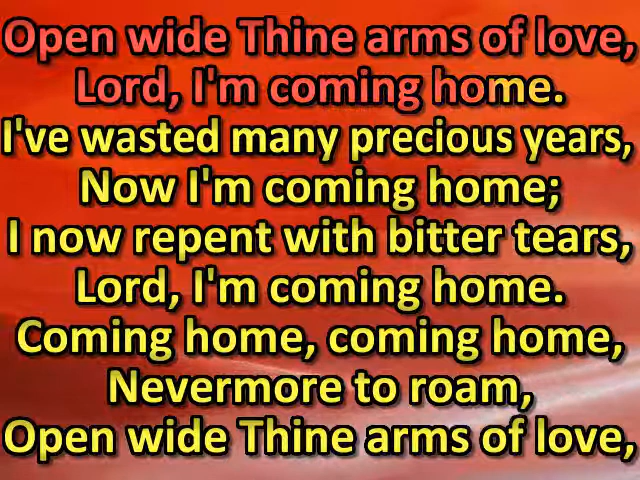 Open wide Thine arms of love,
Lord, I'm coming home.
I've wasted many precious years,
Now I'm coming home;
I now repent with bitter tears,
Lord, I'm coming home.
Coming home, coming home,
Nevermore to roam,
Open wide Thine arms of love,